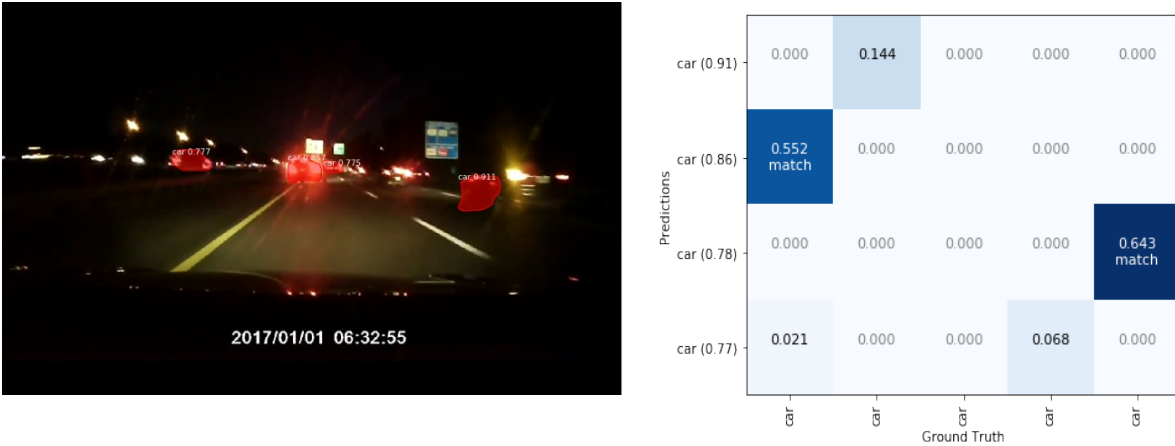 car 0.777
car 0.857
car 0.775
car 0.911
2017/01/01 06:32:55
Predictions
car (0.91)
0.000 0.144 0.000 0.000 0.000
car (0.86)
0.552 0.000 0.000 0.000 0.000
match
car (0.78)
0.000 0.000 0.000 0.000 0.643
match
car (0.77)
0.021 0.000 0.000 0.068 0.000
car car car car car
Ground Truth